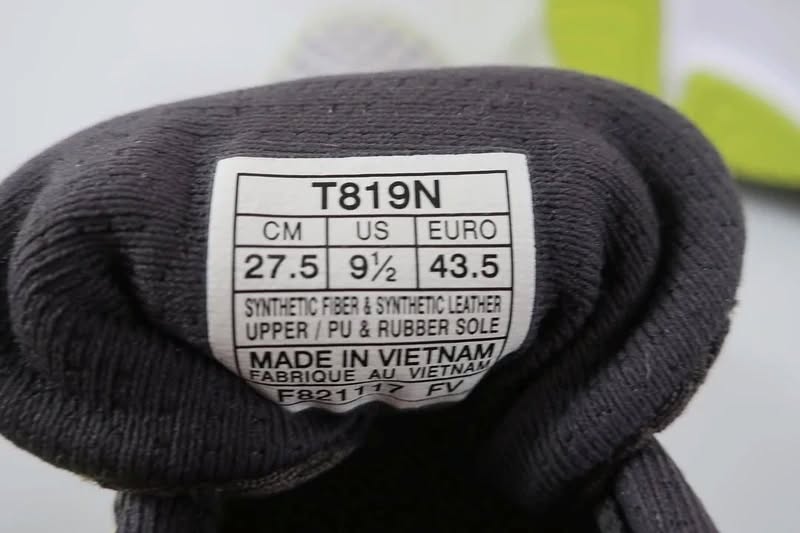 T819N
CM US EURO
27.5 9½ 43.5
SYNTHETIC FIBER & SYNTHETIC LEATHER
UPPER / PU & RUBBER SOLE
MADE IN VIETNAM
FABRIQUE AU VIETNAM
F821117 FV